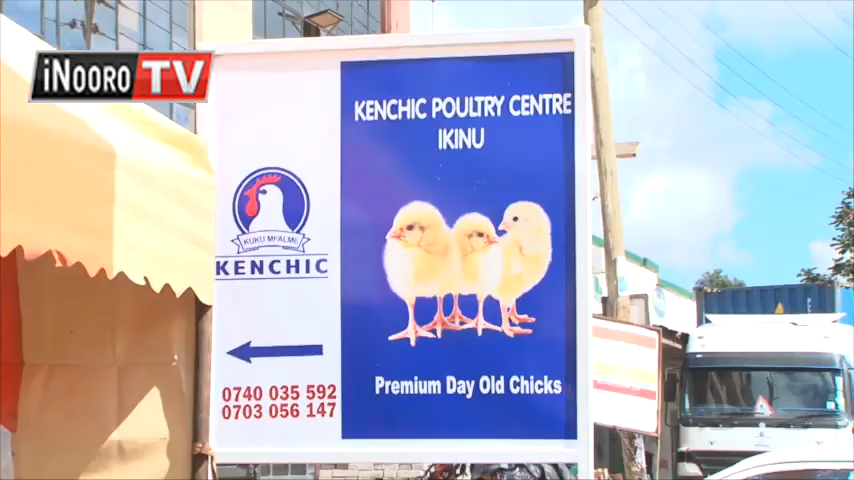 iNOORO TV
KENCHIC POULTRY CENTRE
IKINU
KUKU MFALME
KENCHIC
0740 035 592
0703 056 147
Premium Day Old Chicks